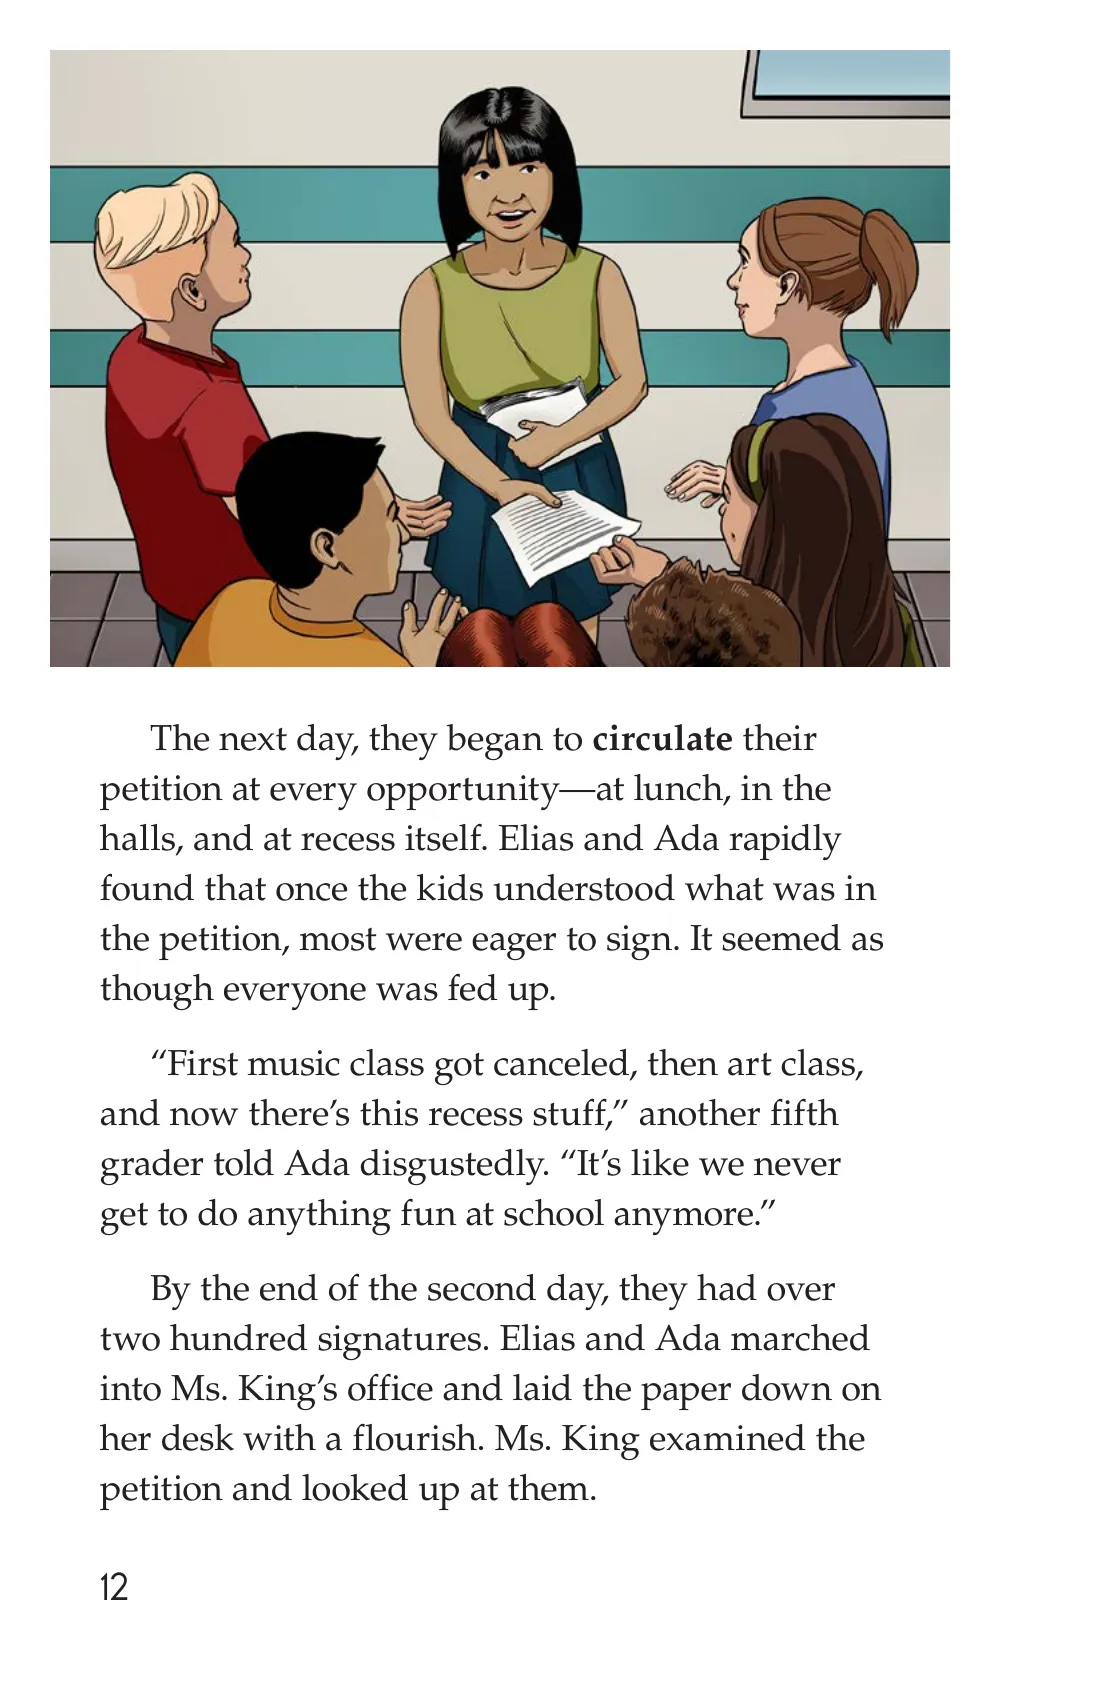 The next day, they began to circulate their
petition at every opportunity—at lunch, in the
halls, and at recess itself. Elias and Ada rapidly
found that once the kids understood what was in
the petition, most were eager to sign. It seemed as
though everyone was fed up.
“First music class got canceled, then art class,
and now there’s this recess stuff,” another fifth
grader told Ada disgustedly. “It’s like we never
get to do anything fun at school anymore.”
By the end of the second day, they had over
two hundred signatures. Elias and Ada marched
into Ms. King’s office and laid the paper down on
her desk with a flourish. Ms. King examined the
petition and looked up at them.
12